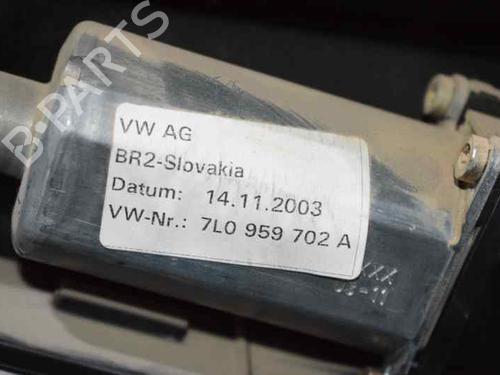 B-PARTS
VW AG
BR2-Slovakia
Datum: 14.11.2003
VW-Nr.: 7L0 959 702 A